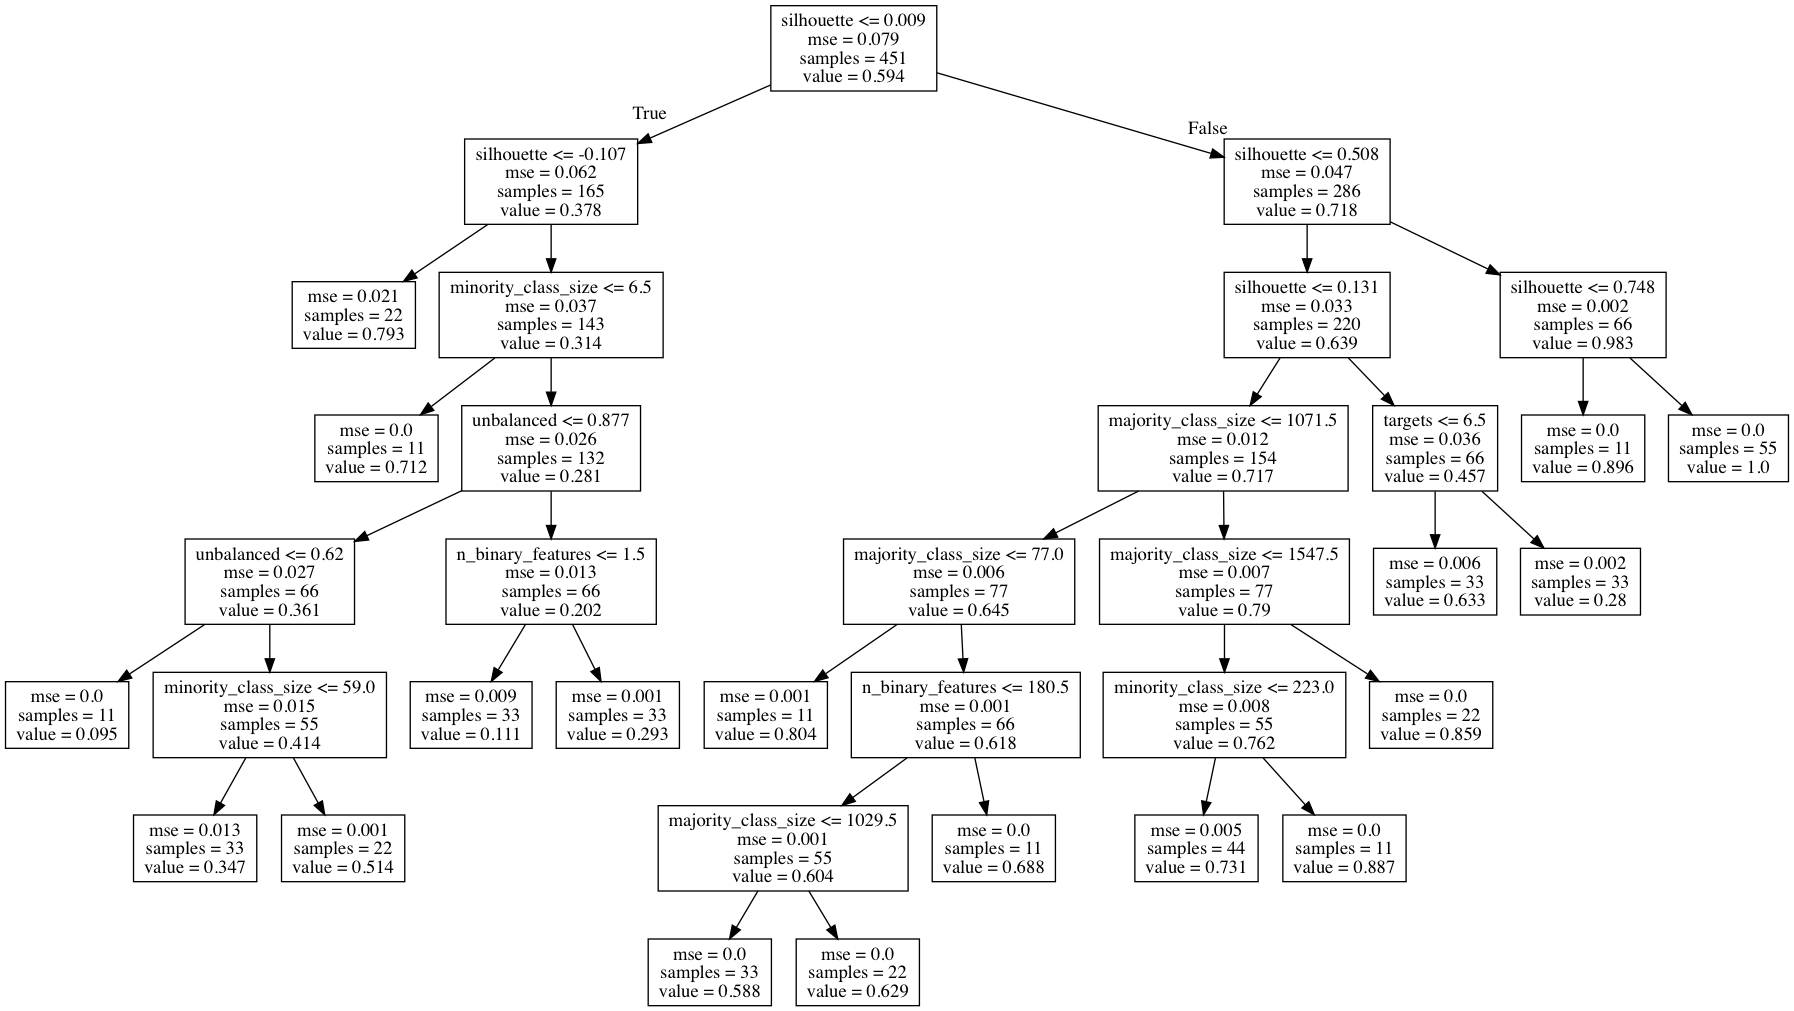 silhouette <= 0.009
mse = 0.079
samples = 451
value = 0.594
True
False
silhouette <= -0.107
mse = 0.062
samples = 165
value = 0.378
silhouette <= 0.508
mse = 0.047
samples = 286
value = 0.718
mse = 0.021
samples = 22
value = 0.793
minority_class_size <= 6.5
mse = 0.037
samples = 143
value = 0.314
silhouette <= 0.131
mse = 0.033
samples = 220
value = 0.639
silhouette <= 0.748
mse = 0.002
samples = 66
value = 0.983
mse = 0.0
samples = 11
value = 0.712
unbalanced <= 0.877
mse = 0.026
samples = 132
value = 0.281
majority_class_size <= 1071.5
mse = 0.012
samples = 154
value = 0.717
targets <= 6.5
mse = 0.036
samples = 66
value = 0.457
mse = 0.0
samples = 11
value = 0.896
mse = 0.0
samples = 55
value = 1.0
unbalanced <= 0.62
mse = 0.027
samples = 66
value = 0.361
n_binary_features <= 1.5
mse = 0.013
samples = 66
value = 0.202
majority_class_size <= 77.0
mse = 0.006
samples = 77
value = 0.645
majority_class_size <= 1547.5
mse = 0.007
samples = 77
value = 0.79
mse = 0.006
samples = 33
value = 0.633
mse = 0.002
samples = 33
value = 0.28
mse = 0.0
samples = 11
value = 0.095
minority_class_size <= 59.0
mse = 0.015
samples = 55
value = 0.414
mse = 0.009
samples = 33
value = 0.111
mse = 0.001
samples = 33
value = 0.293
mse = 0.001
samples = 11
value = 0.804
n_binary_features <= 180.5
mse = 0.001
samples = 66
value = 0.618
minority_class_size <= 223.0
mse = 0.008
samples = 55
value = 0.762
mse = 0.0
samples = 22
value = 0.859
mse = 0.013
samples = 33
value = 0.347
mse = 0.001
samples = 22
value = 0.514
majority_class_size <= 1029.5
mse = 0.001
samples = 55
value = 0.604
mse = 0.0
samples = 11
value = 0.688
mse = 0.005
samples = 44
value = 0.731
mse = 0.0
samples = 11
value = 0.887
mse = 0.0
samples = 33
value = 0.588
mse = 0.0
samples = 22
value = 0.629